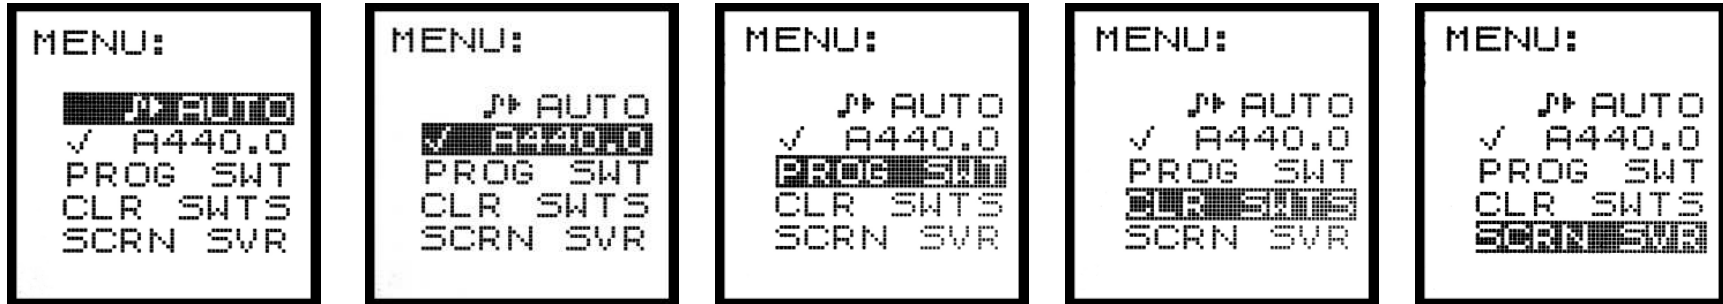 MENU:
♪▶ AUTO
✓ A440.0
PROG SWT
CLR SWTS
SCRN SVR
MENU:
♪▶ AUTO
✓ A440.0
PROG SWT
CLR SWTS
SCRN SVR
MENU:
♪▶ AUTO
✓ A440.0
PROG SWT
CLR SWTS
SCRN SVR
MENU:
♪▶ AUTO
✓ A440.0
PROG SWT
CLR SWTS
SCRN SVR
MENU:
♪▶ AUTO
✓ A440.0
PROG SWT
CLR SWTS
SCRN SVR